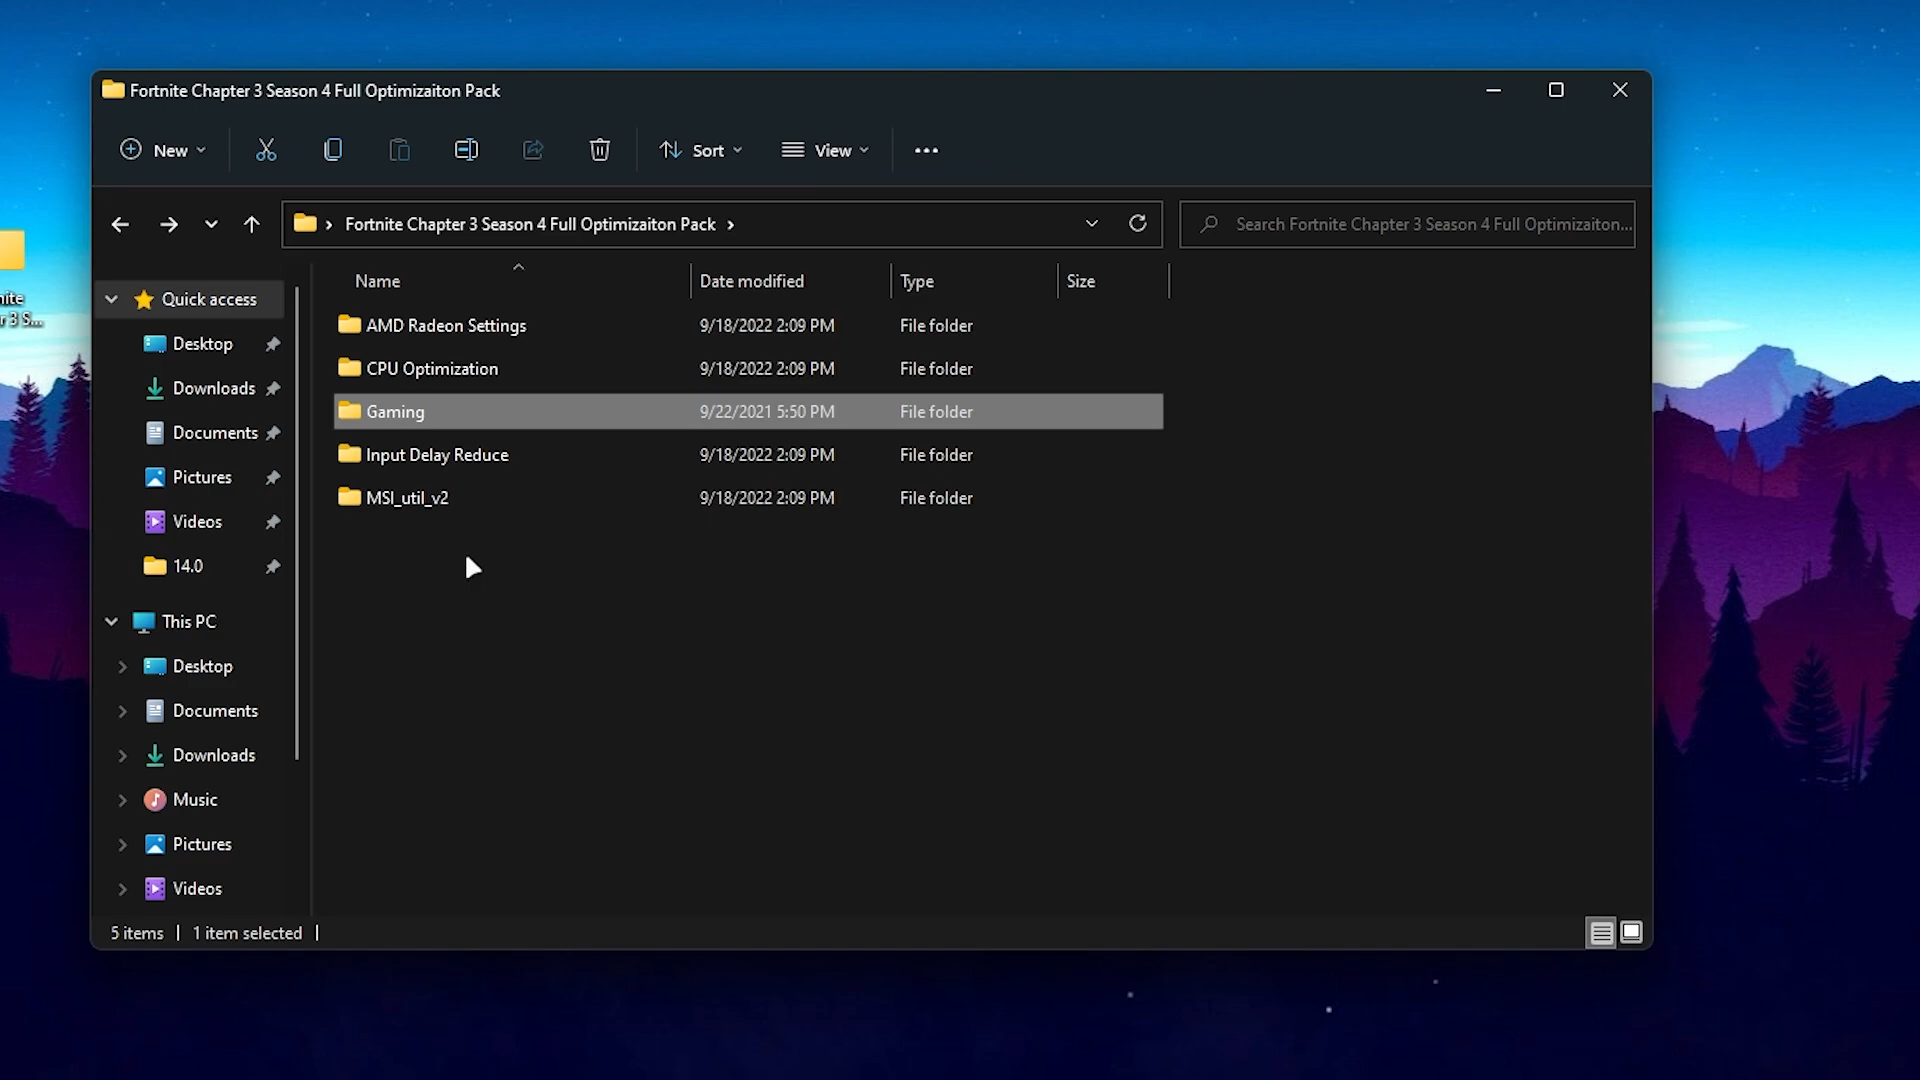 Fortnite Chapter 3 Season 4 Full Optimizaiton Pack
New
Sort
View
Fortnite Chapter 3 Season 4 Full Optimizaiton Pack
Search Fortnite Chapter 3 Season 4 Full Optimizaiton...
Name Date modified Type Size
AMD Radeon Settings 9/18/2022 2:09 PM File folder
CPU Optimization 9/18/2022 2:09 PM File folder
Gaming 9/22/2021 5:50 PM File folder
Input Delay Reduce 9/18/2022 2:09 PM File folder
MSI_util_v2 9/18/2022 2:09 PM File folder
Quick access
Desktop
Downloads
Documents
Pictures
Videos
14.0
This PC
Desktop
Documents
Downloads
Music
Pictures
Videos
5 items
1 item selected
r 3 S...